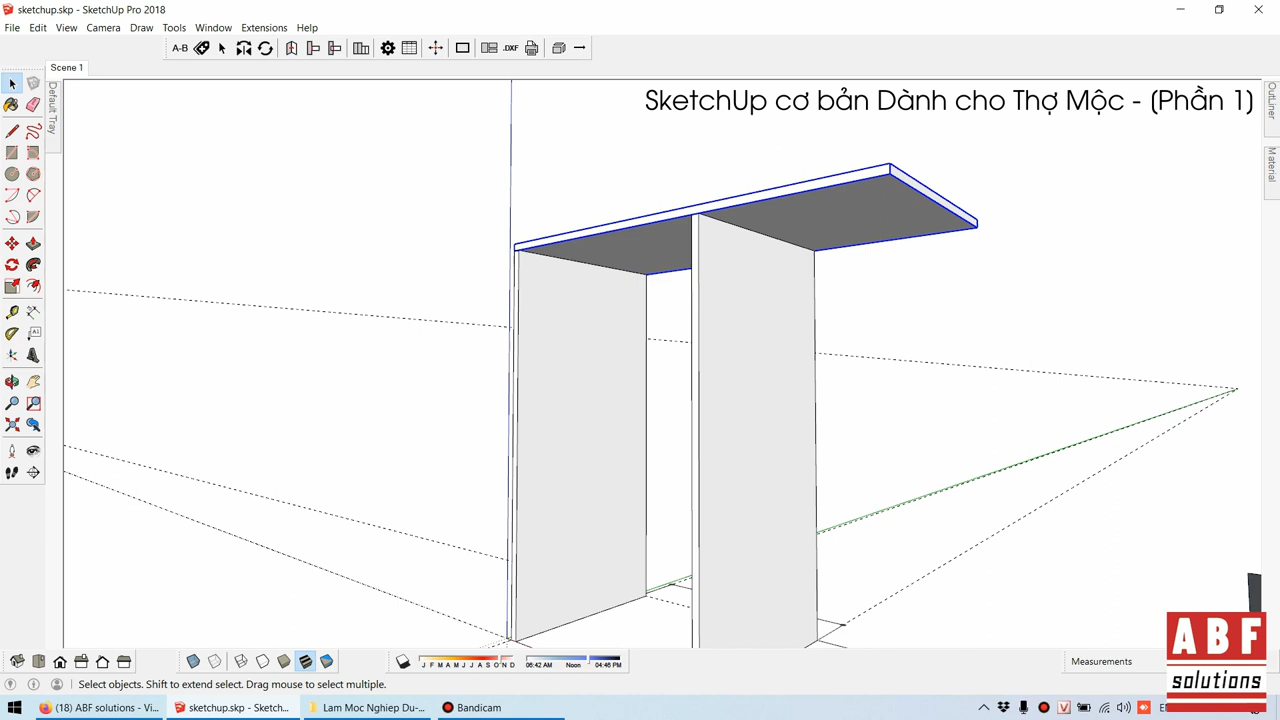 sketchup.skp - SketchUp Pro 2018
File Edit View Camera Draw Tools Window Extensions Help
A-B
.DXF
Scene 1
Default Tray
SketchUp cơ bản Dành cho Thợ Mộc - (Phần 1)
OutLiner
Material
A1
ABF
solutions
J F M A M J J A S O N D
06:42 AM Noon 04:46 PM
Measurements
Select objects. Shift to extend select. Drag mouse to select multiple.
(18) ABF solutions - Vi...
sketchup.skp - Sketch...
Lam Moc Nghiep Du-...
Bandicam